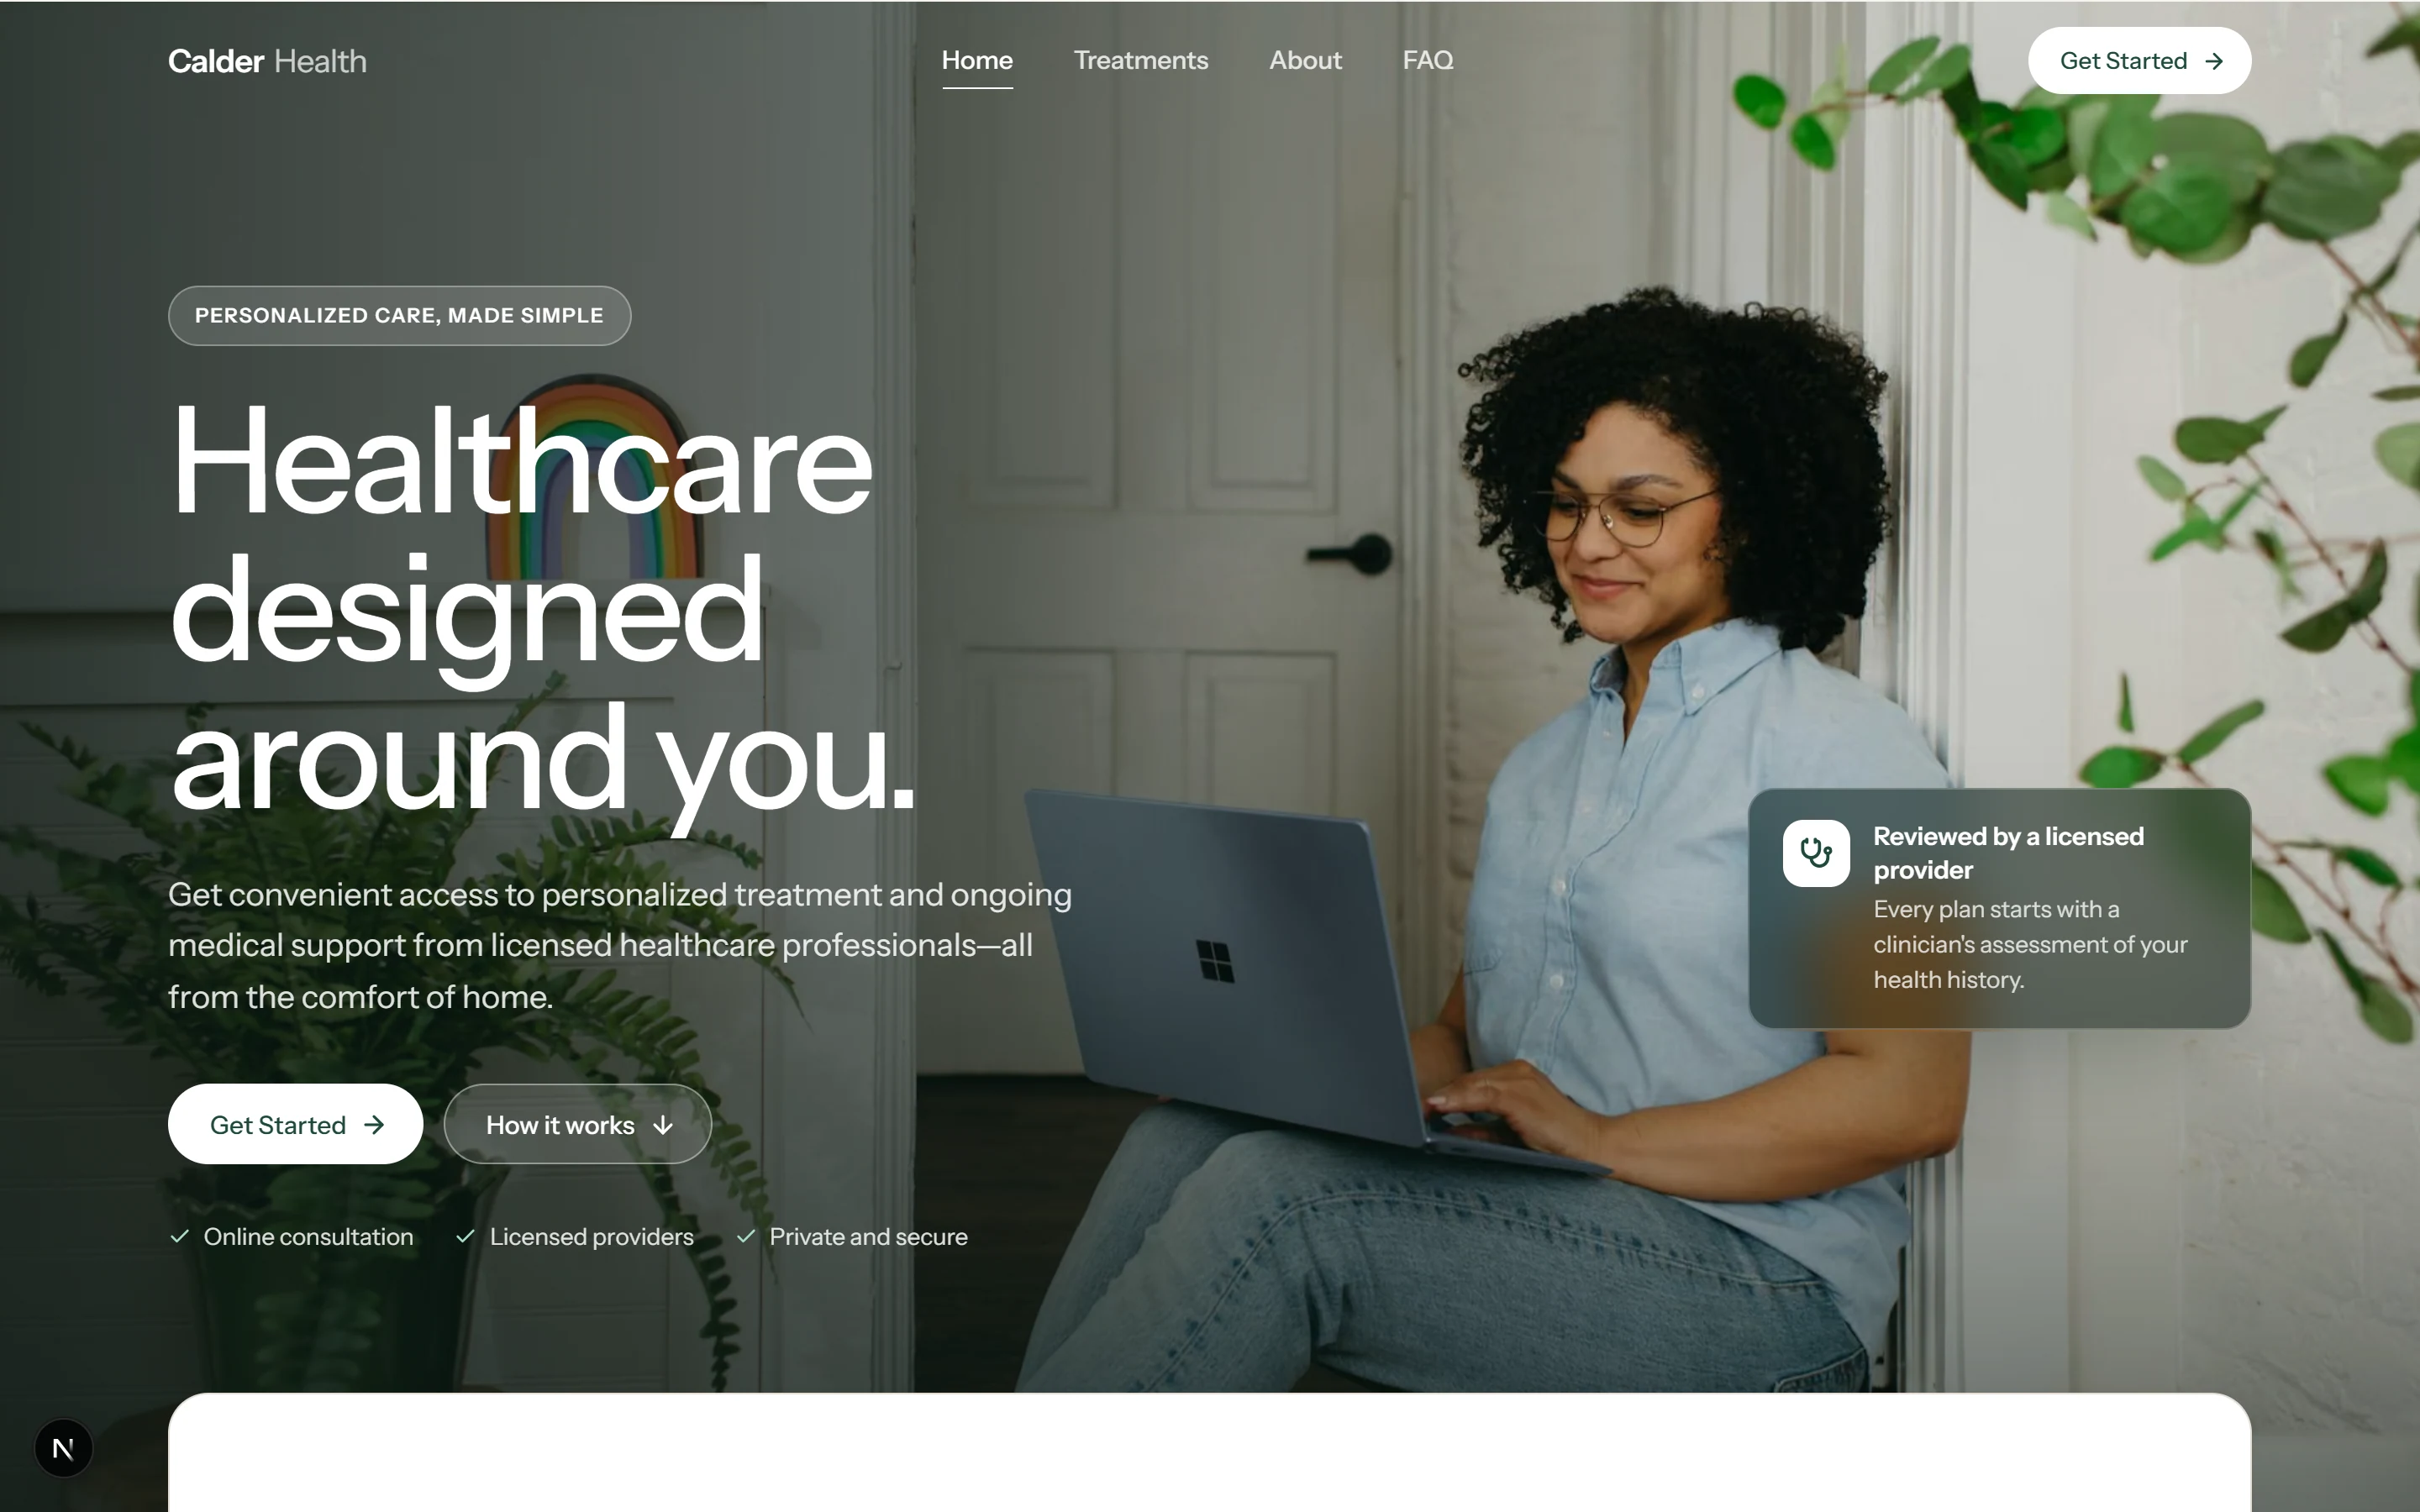 Calder Health
Home
Treatments
About
FAQ
Get Started
PERSONALIZED CARE, MADE SIMPLE
Healthcare
designed
around you.
Get convenient access to personalized treatment and ongoing
medical support from licensed healthcare professionals—all
from the comfort of home.
Get Started
How it works
Online consultation
Licensed providers
Private and secure
Reviewed by a licensed
provider
Every plan starts with a
clinician's assessment of your
health history.
N